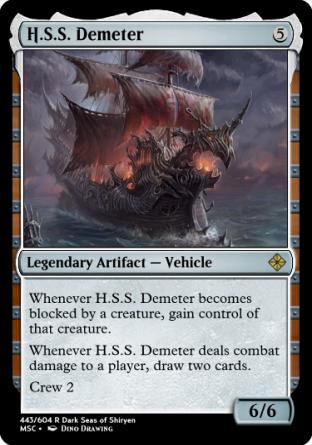 H.S.S. Demeter 5
Legendary Artifact — Vehicle
Whenever H.S.S. Demeter becomes
blocked by a creature, gain control of
that creature.
Whenever H.S.S. Demeter deals combat
damage to a player, draw two cards.
Crew 2
6/6
443/604 R Dark Seas of Shiryen
MSC • Dino Drawing